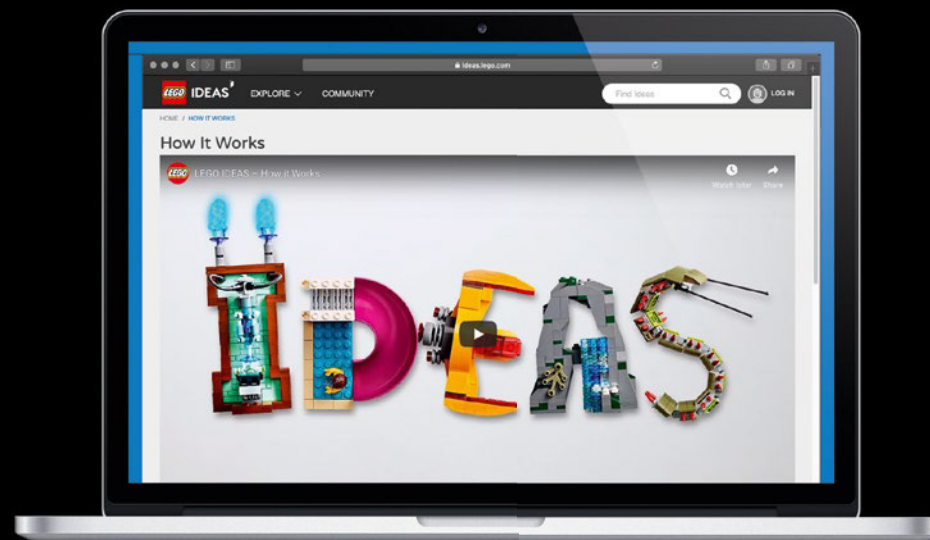 ideas.lego.com
LEGO IDEAS EXPLORE COMMUNITY Find Ideas LOG IN
HOME / HOW IT WORKS
How It Works
LEGO LEGO IDEAS – How it Works
Watch later Share
IDEAS